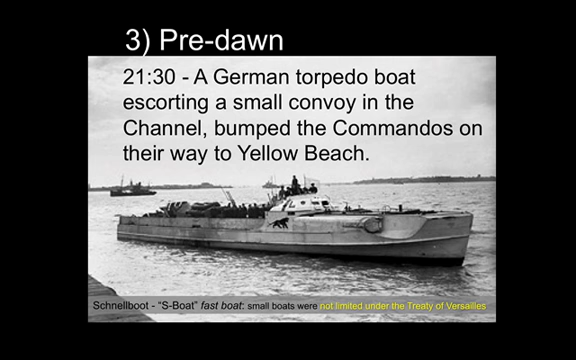 3) Pre-dawn
21:30 - A German torpedo boat
escorting a small convoy in the
Channel, bumped the Commandos on
their way to Yellow Beach.
Schnellboot - “S-Boat” fast boat: small boats were not limited under the Treaty of Versailles